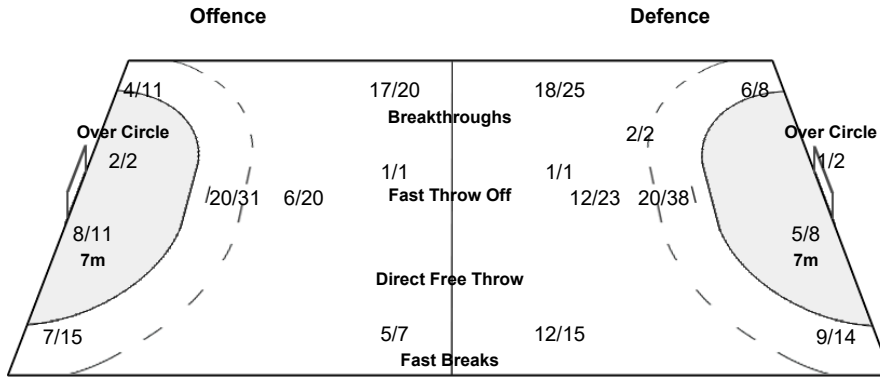 Offence Defence
4/11 17/20 18/25 6/8
Breakthroughs
Over Circle 2/2 Over Circle
2/2 1/1 1/1 1/2
20/31 6/20 Fast Throw Off 12/23 20/38
8/11 5/8
7m 7m
Direct Free Throw
7/15 5/7 12/15 9/14
Fast Breaks